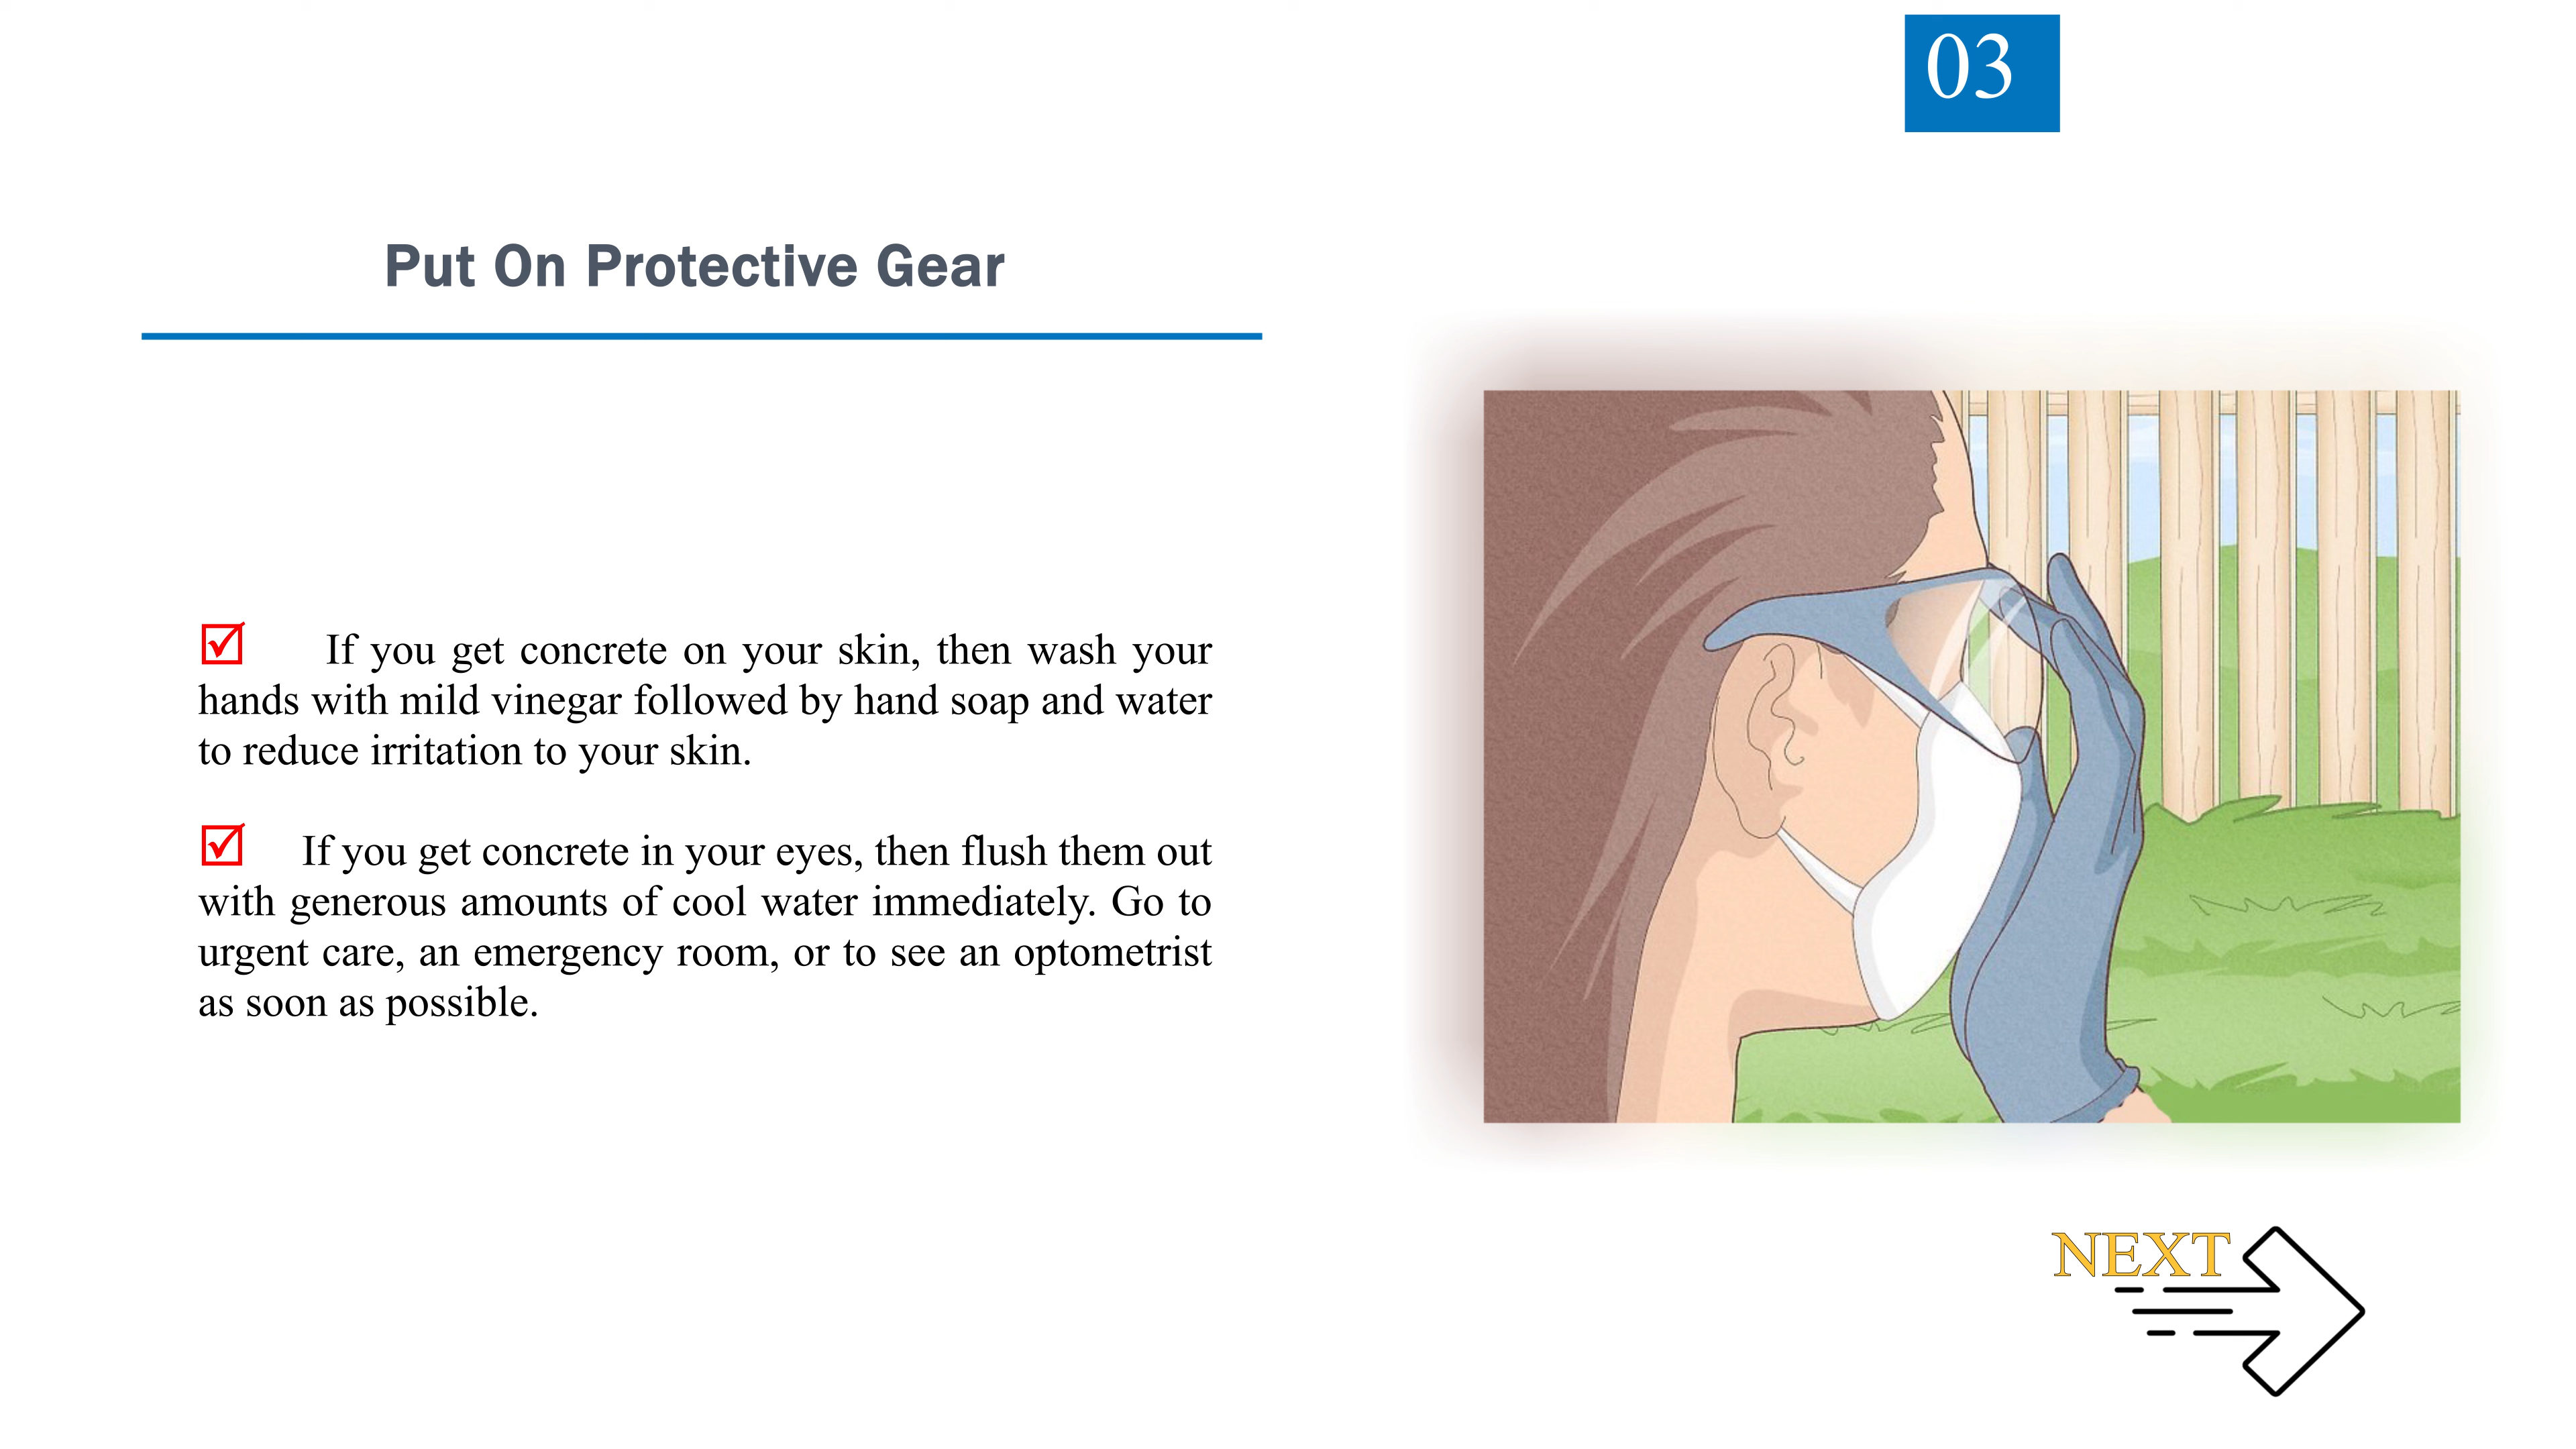 03
Put On Protective Gear
☑ If you get concrete on your skin, then wash your
hands with mild vinegar followed by hand soap and water
to reduce irritation to your skin.
☑ If you get concrete in your eyes, then flush them out
with generous amounts of cool water immediately. Go to
urgent care, an emergency room, or to see an optometrist
as soon as possible.
NEXT